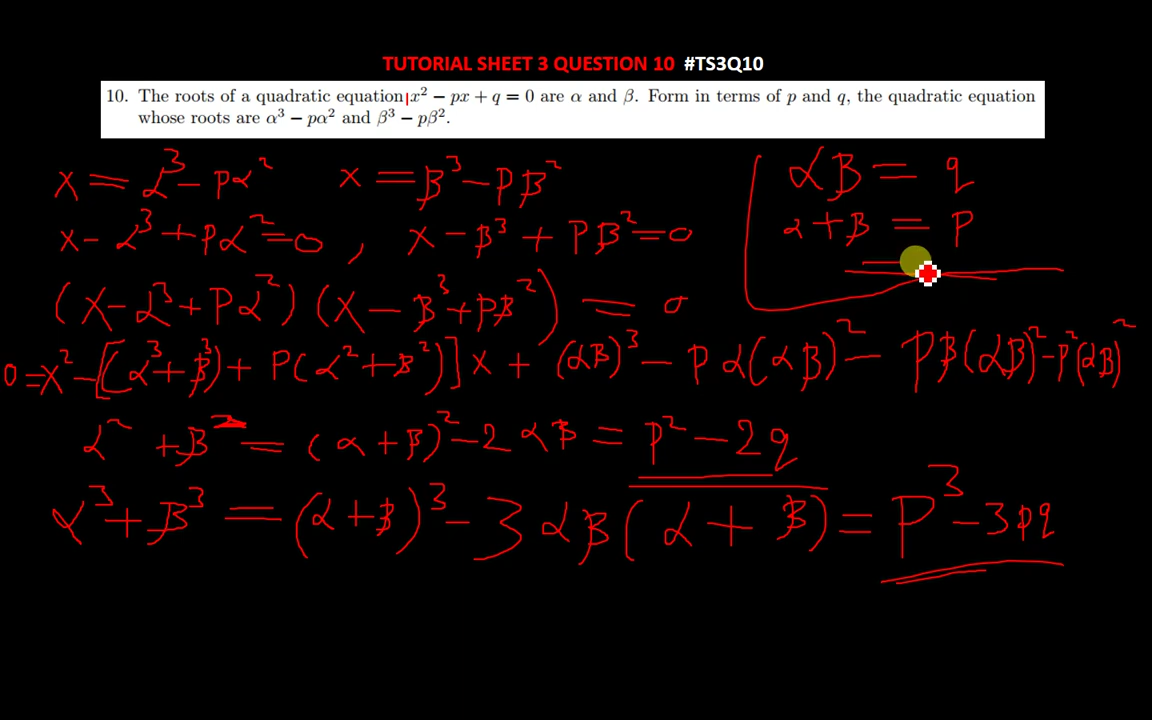 TUTORIAL SHEET 3 QUESTION 10 #TS3Q10
10. The roots of a quadratic equation x² − px + q = 0 are α and β. Form in terms of p and q, the quadratic equation
whose roots are α³ − pα² and β³ − pβ².
x = α³ − pα² x = β³ − pβ²
αβ = q
x − α³ + pα² = 0 , x − β³ + pβ² = 0
α + β = p
(x − α³ + pα²) (x − β³ + pβ²) = 0
0 = x² − [(α³ + β³) + p(α² + β²)] x + (αβ)³ − pα(αβ)² − pβ(αβ)² − p²(αβ)²
α² + β² = (α + β)² − 2αβ = p² − 2q
α³ + β³ = (α + β)³ − 3αβ(α + β) = p³ − 3pq